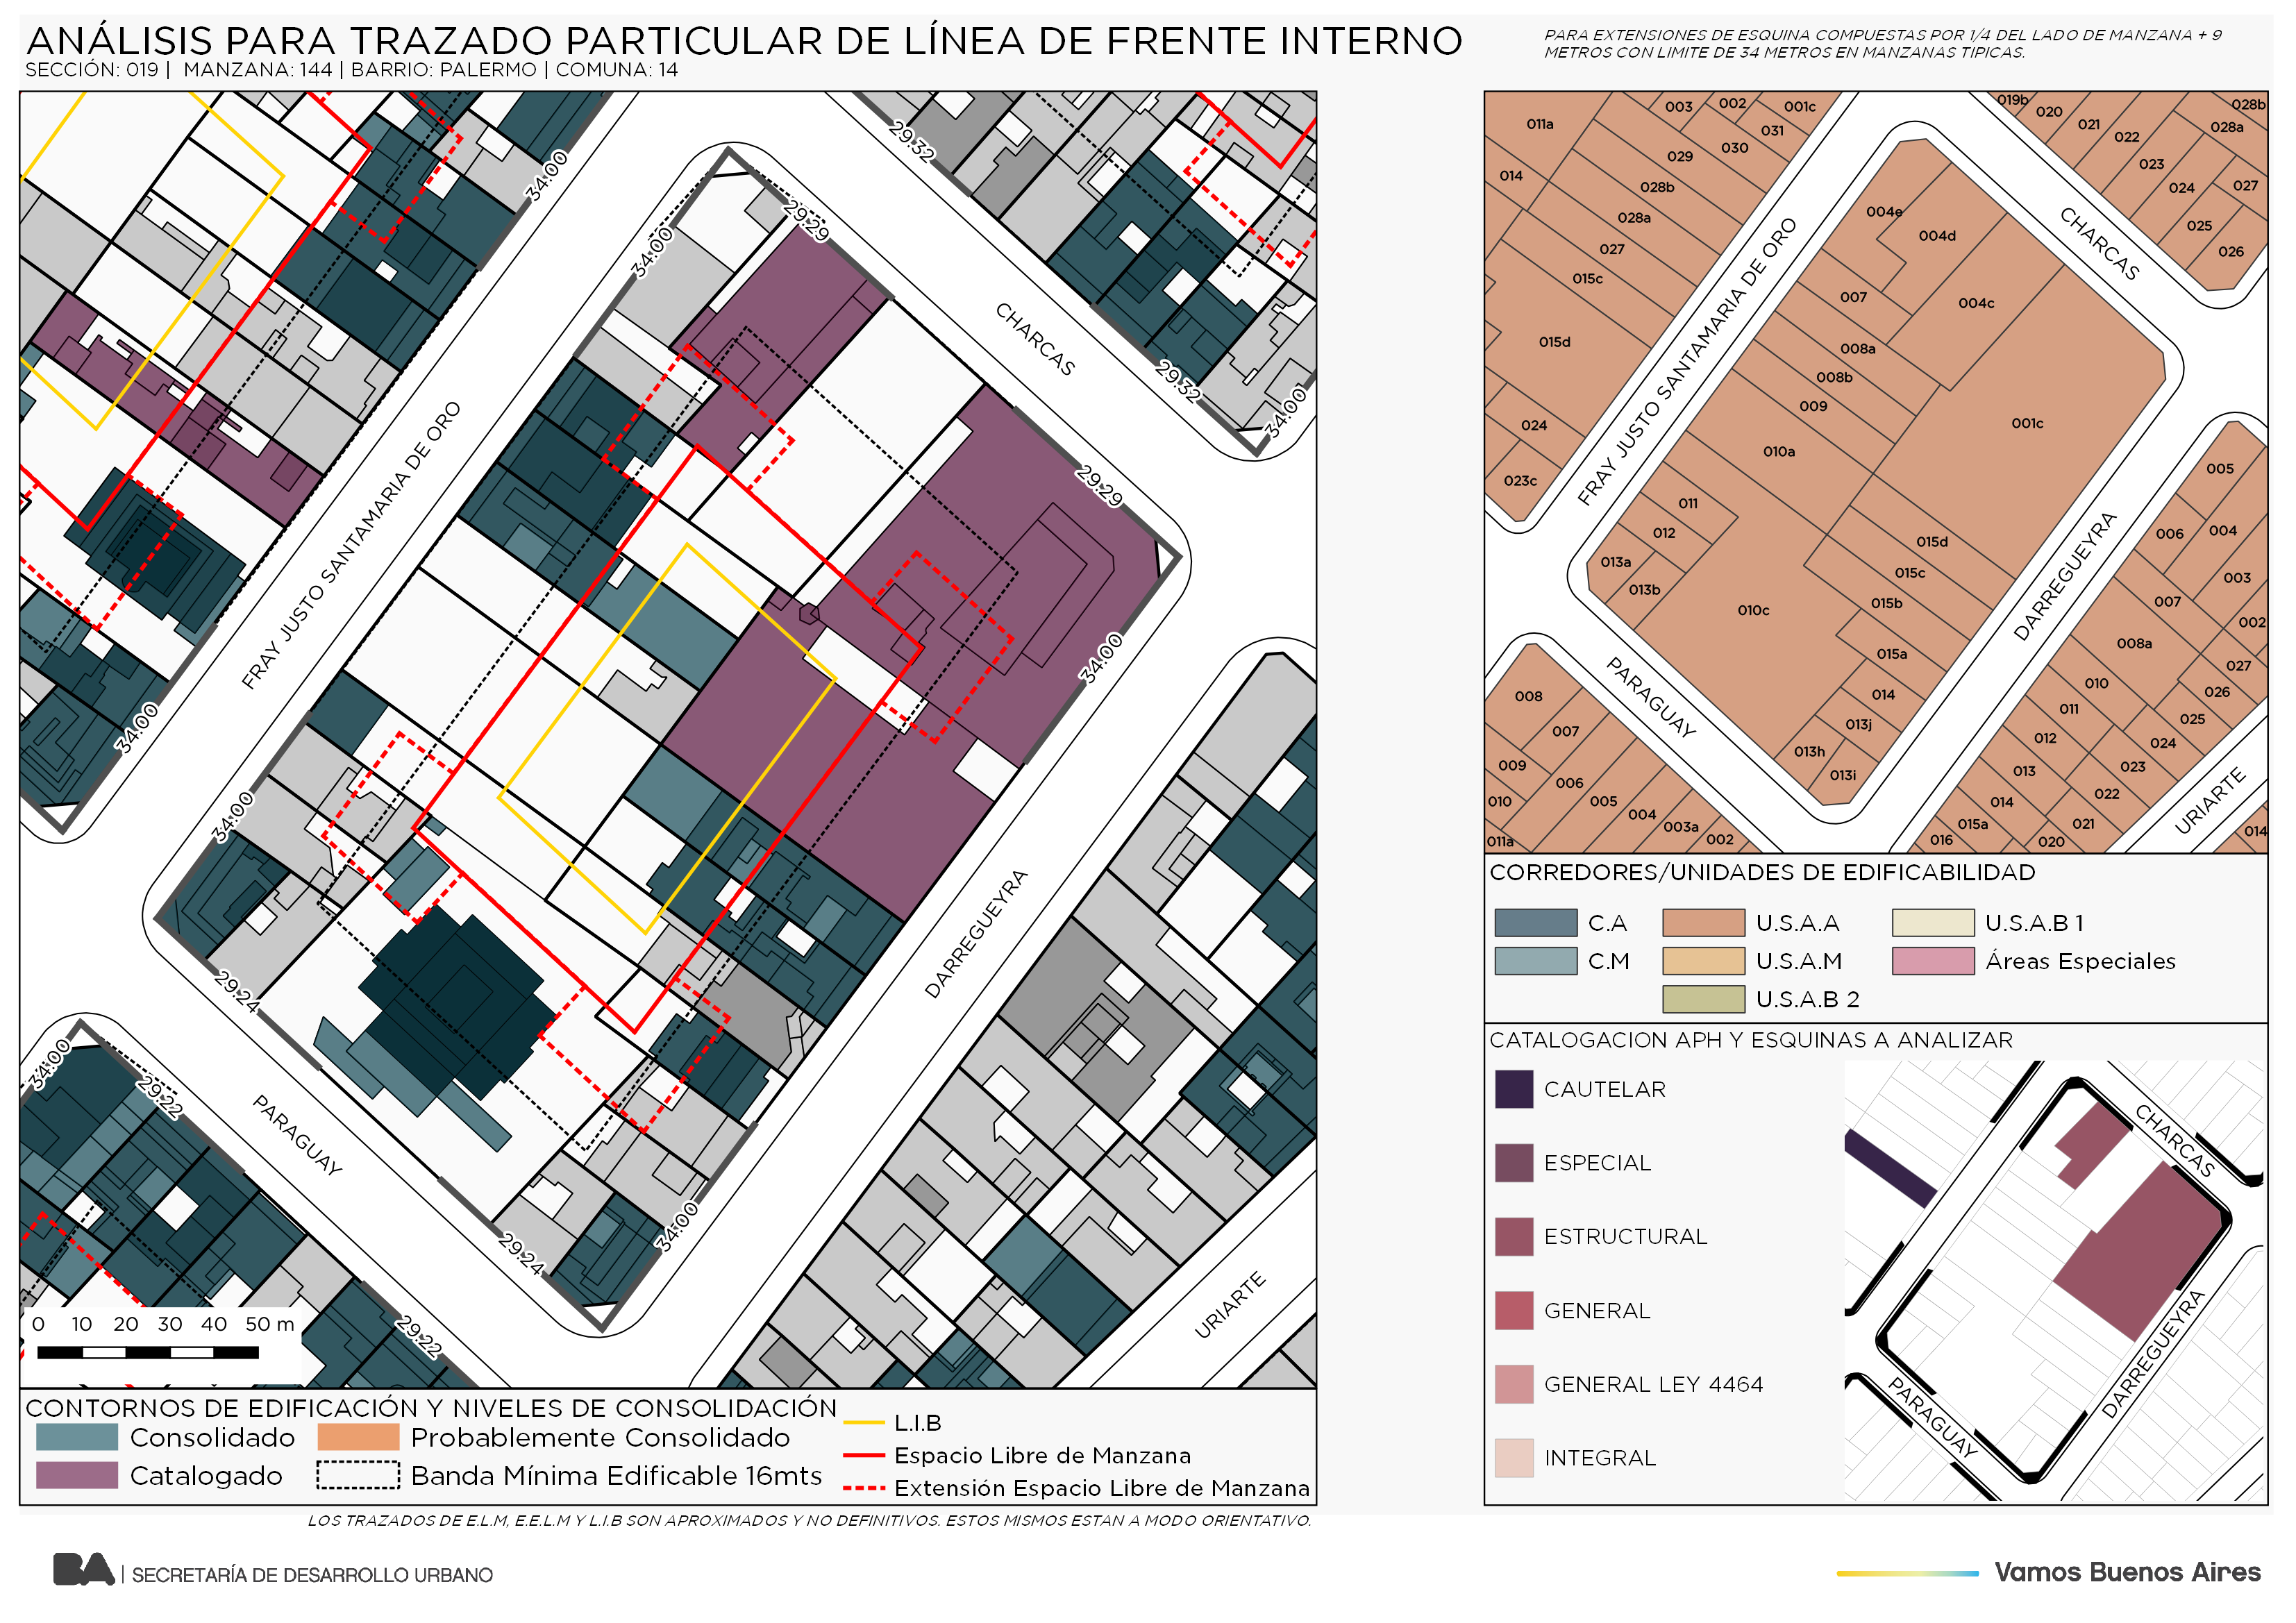 ANÁLISIS PARA TRAZADO PARTICULAR DE LÍNEA DE FRENTE INTERNO
SECCIÓN: 019 | MANZANA: 144 | BARRIO: PALERMO | COMUNA: 14
PARA EXTENSIONES DE ESQUINA COMPUESTAS POR 1/4 DEL LADO DE MANZANA + 9
METROS CON LIMITE DE 34 METROS EN MANZANAS TIPICAS.
29.32
34.00
29.29
34.00
CHARCAS
29.32
34.00
FRAY JUSTO SANTAMARIA DE ORO
29.29
34.00
34.00
34.00
DARREGUEYRA
29.24
34.00
29.22
PARAGUAY
29.24
34.00
29.22
URIARTE
0 10 20 30 40 50 m
CONTORNOS DE EDIFICACIÓN Y NIVELES DE CONSOLIDACIÓN
Consolidado
Probablemente Consolidado
Catalogado
Banda Mínima Edificable 16mts
L.I.B
Espacio Libre de Manzana
Extensión Espacio Libre de Manzana
LOS TRAZADOS DE E.L.M, E.E.L.M Y L.I.B SON APROXIMADOS Y NO DEFINITIVOS. ESTOS MISMOS ESTAN A MODO ORIENTATIVO.
011a
003
002
001c
031
030
029
014
028b
028a
027
015c
015d
024
023c
019b
020
021
022
023
024
025
026
027
028a
028b
FRAY JUSTO SANTAMARIA DE ORO
CHARCAS
004e
004d
004c
007
008a
008b
009
001c
010a
011
012
013a
013b
010c
015d
015c
015b
015a
014
013j
013h
013i
DARREGUEYRA
PARAGUAY
URIARTE
005
006
004
003
007
002
008a
027
010
026
011
025
012
024
013
023
014
022
015a
021
016
020
014
008
007
009
006
010
005
004
003a
011a
002
CORREDORES/UNIDADES DE EDIFICABILIDAD
C.A
U.S.A.A
U.S.A.B 1
C.M
U.S.A.M
Áreas Especiales
U.S.A.B 2
CATALOGACION APH Y ESQUINAS A ANALIZAR
CAUTELAR
ESPECIAL
ESTRUCTURAL
GENERAL
GENERAL LEY 4464
INTEGRAL
CHARCAS
DARREGUEYRA
PARAGUAY
BA | SECRETARÍA DE DESARROLLO URBANO
Vamos Buenos Aires